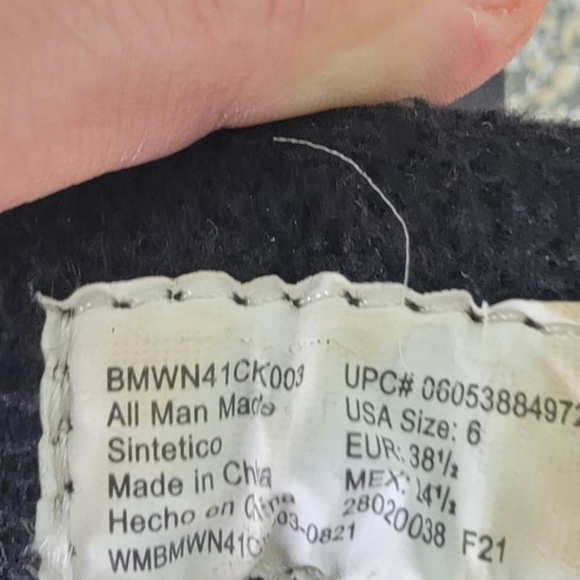 BMWN41CK003
All Man Made
Sintetico
Made in China
Hecho en China
WMBMWN41C 03-0821
UPC# 0605388497
USA Size: 6
EUR: 38½
MEX: 24½
28020038 F21